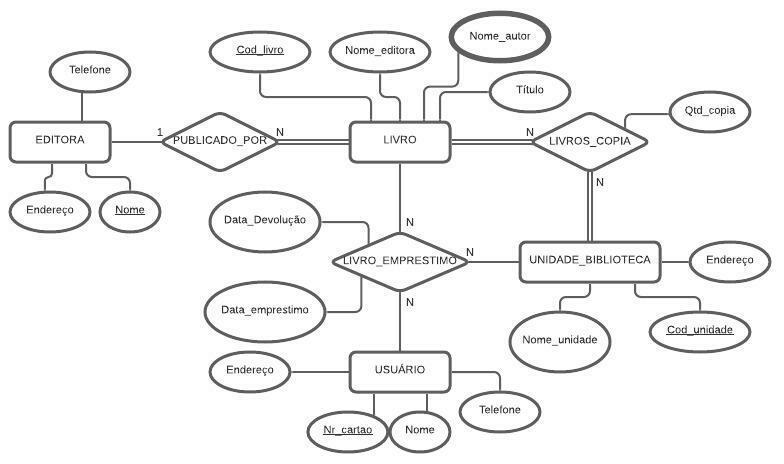 Nome_autor
Cod_livro
Nome_editora
Telefone
Título
Qtd_copia
EDITORA
1
PUBLICADO_POR
N
LIVRO
N
LIVROS_COPIA
N
Endereço
Nome
Data_Devolução
N
LIVRO_EMPRESTIMO
N
UNIDADE_BIBLIOTECA
Endereço
Data_emprestimo
N
Nome_unidade
Cod_unidade
Endereço
USUÁRIO
Telefone
Nr_cartao
Nome